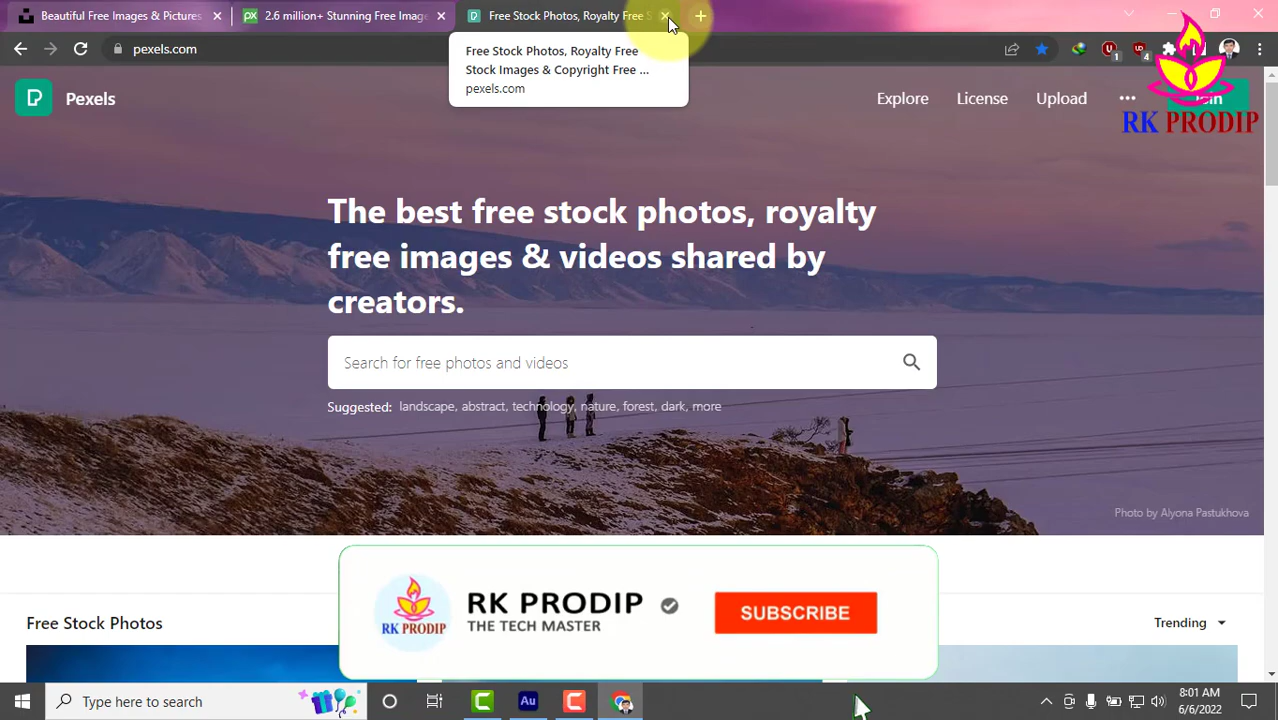 Beautiful Free Images & Pictures
2.6 million+ Stunning Free Imag
Free Stock Photos, Royalty Free S
pexels.com
Free Stock Photos, Royalty Free
Stock Images & Copyright Free ...
pexels.com
Pexels
Explore
License
Upload
RK PRODIP
The best free stock photos, royalty
free images & videos shared by
creators.
Search for free photos and videos
Suggested: landscape, abstract, technology, nature, forest, dark, more
Photo by Alyona Pastukhova
RK PRODIP
RK PRODIP
THE TECH MASTER
SUBSCRIBE
Free Stock Photos
Trending
Type here to search
Au
8:01 AM
6/6/2022